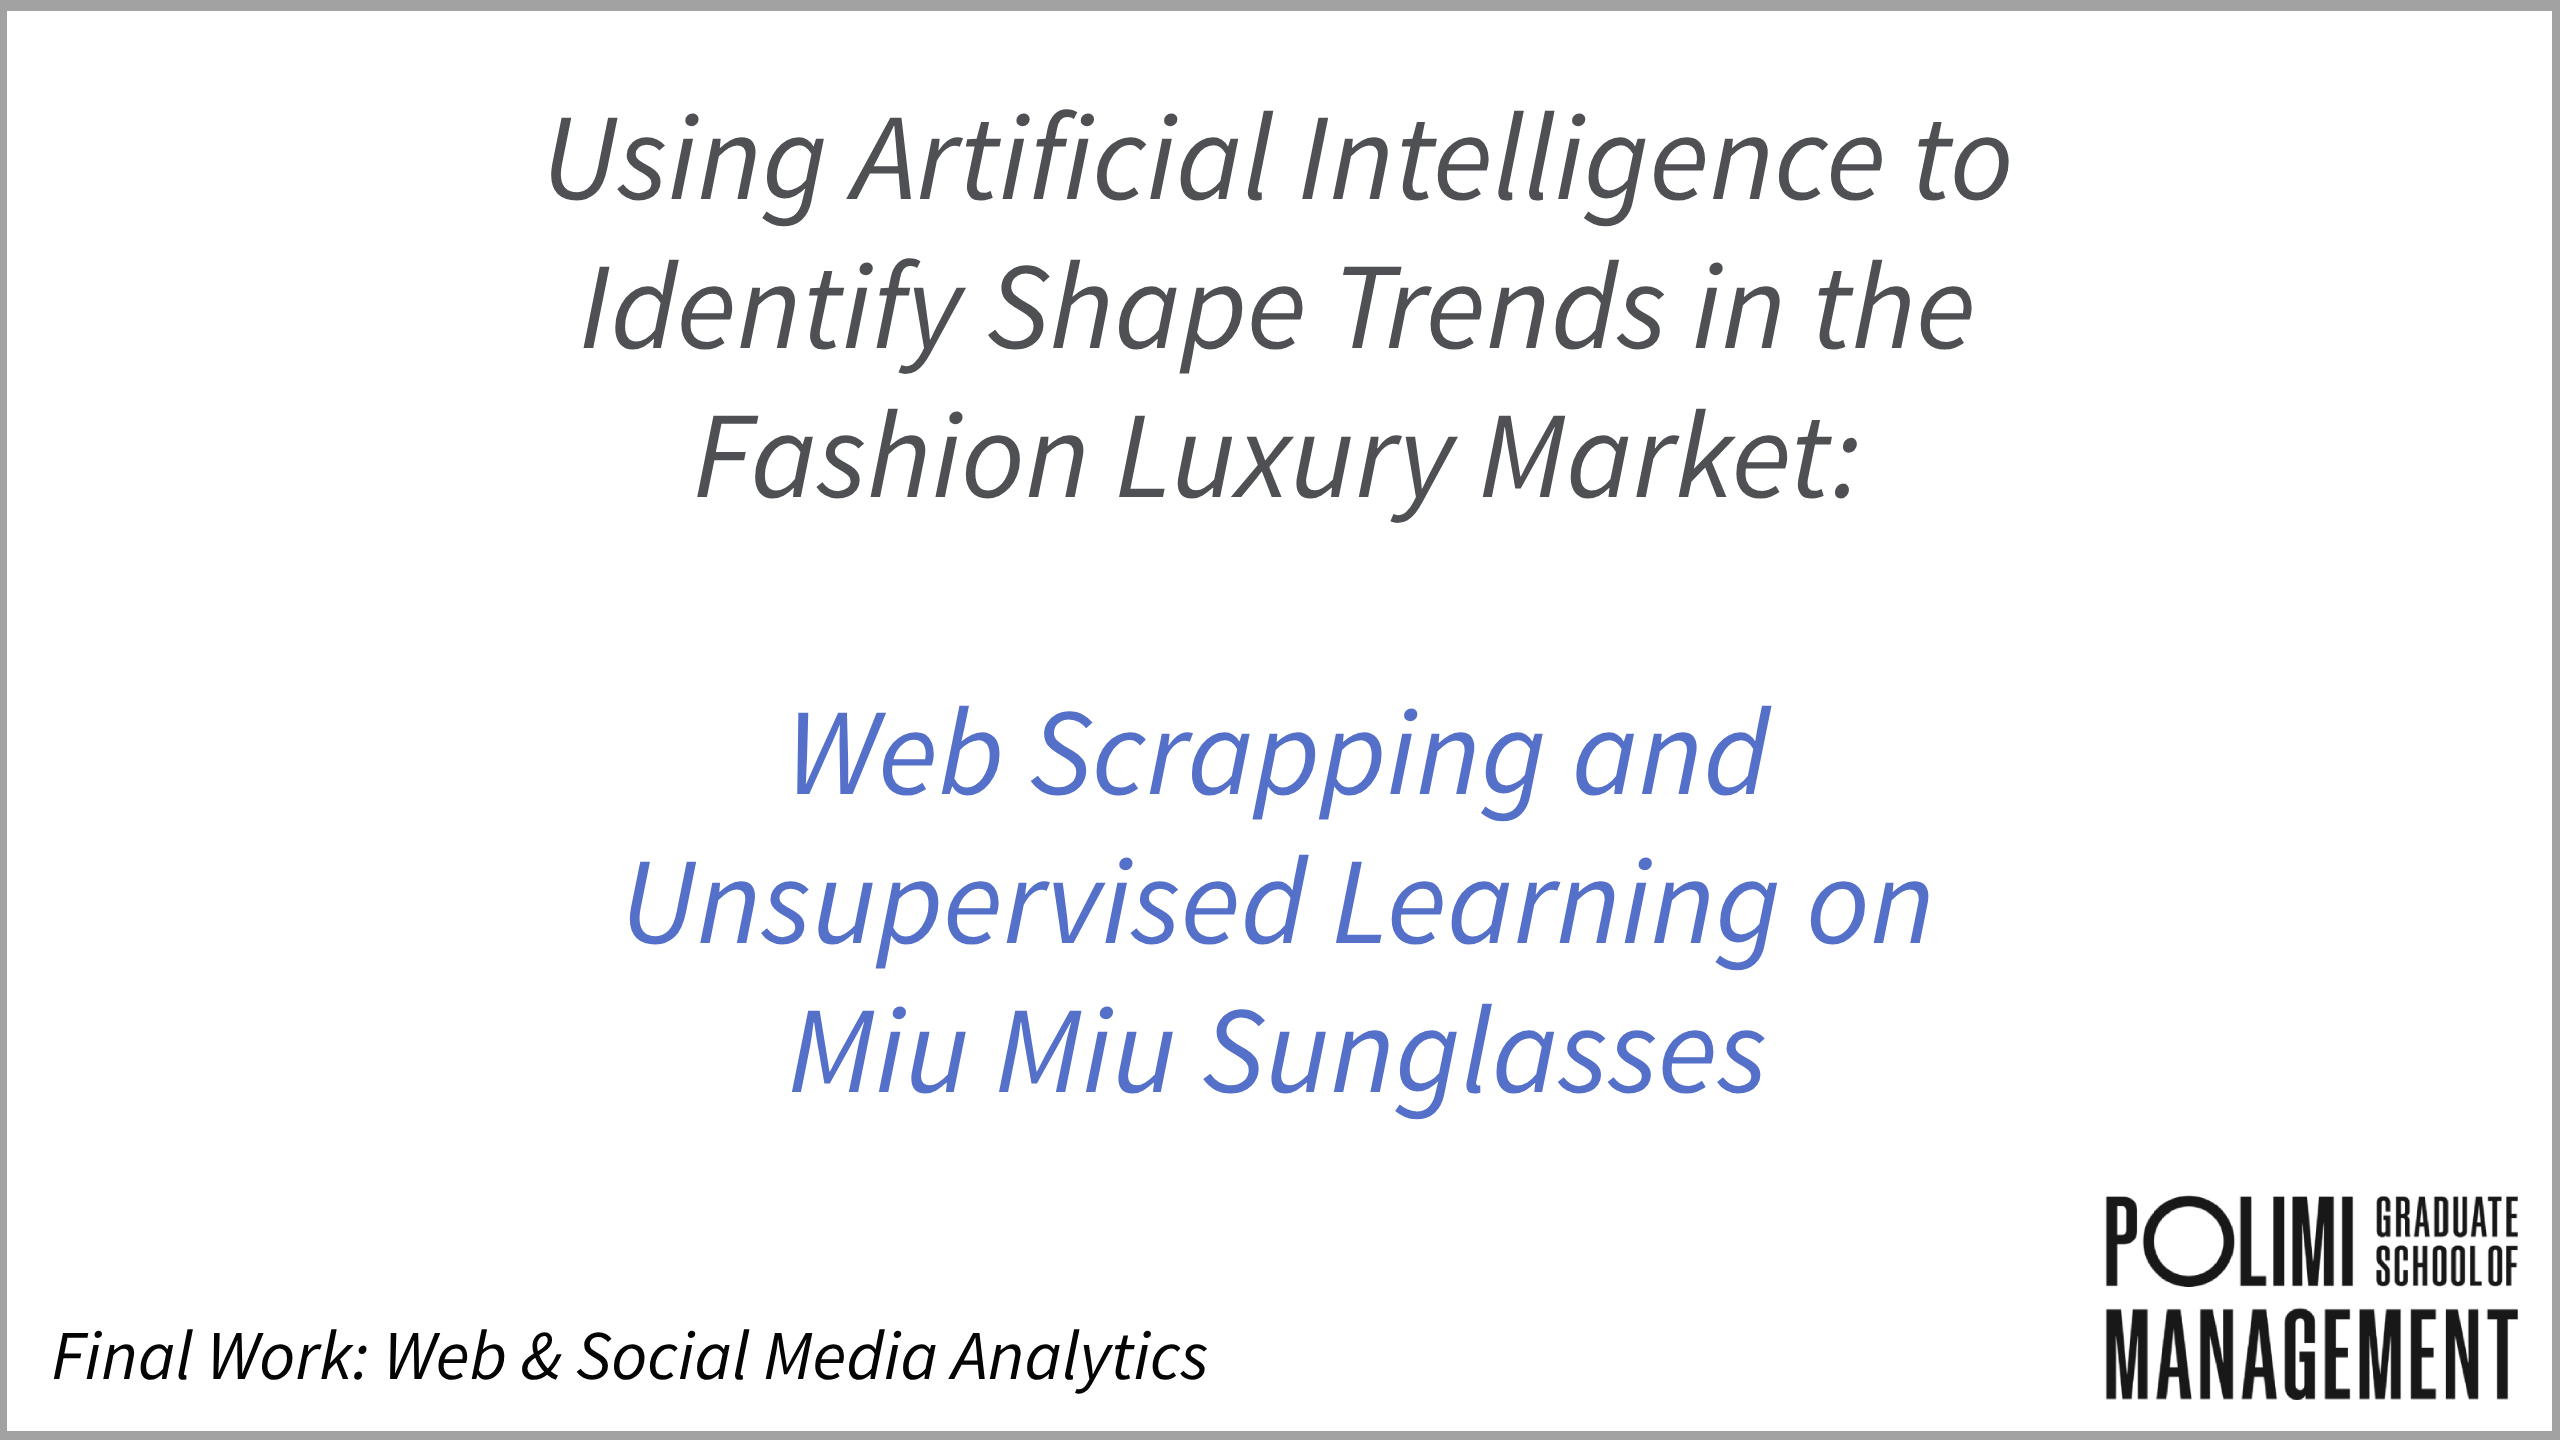 Using Artificial Intelligence to
Identify Shape Trends in the
Fashion Luxury Market:
Web Scrapping and
Unsupervised Learning on
Miu Miu Sunglasses
Final Work: Web & Social Media Analytics
POLIMI GRADUATE
SCHOOL OF
MANAGEMENT